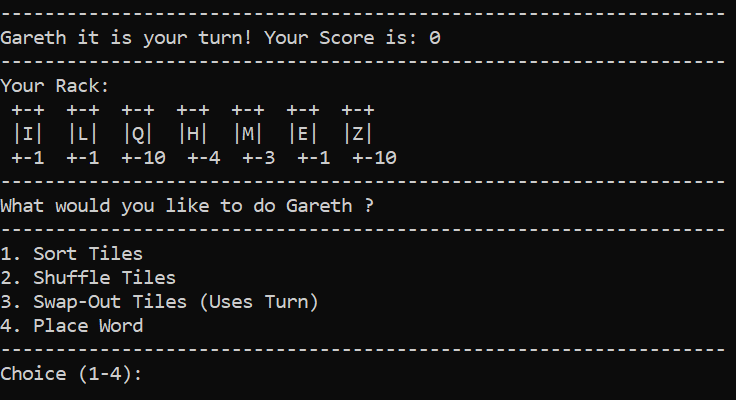 ------------------------------------------------------------------
Gareth it is your turn! Your Score is: 0
------------------------------------------------------------------
Your Rack:
 +-+  +-+  +-+  +-+  +-+  +-+  +-+
 |I|  |L|  |Q|  |H|  |M|  |E|  |Z|
 +-1  +-1  +-10  +-4  +-3  +-1  +-10
------------------------------------------------------------------
What would you like to do Gareth ?
------------------------------------------------------------------
1. Sort Tiles
2. Shuffle Tiles
3. Swap-Out Tiles (Uses Turn)
4. Place Word
------------------------------------------------------------------
Choice (1-4):